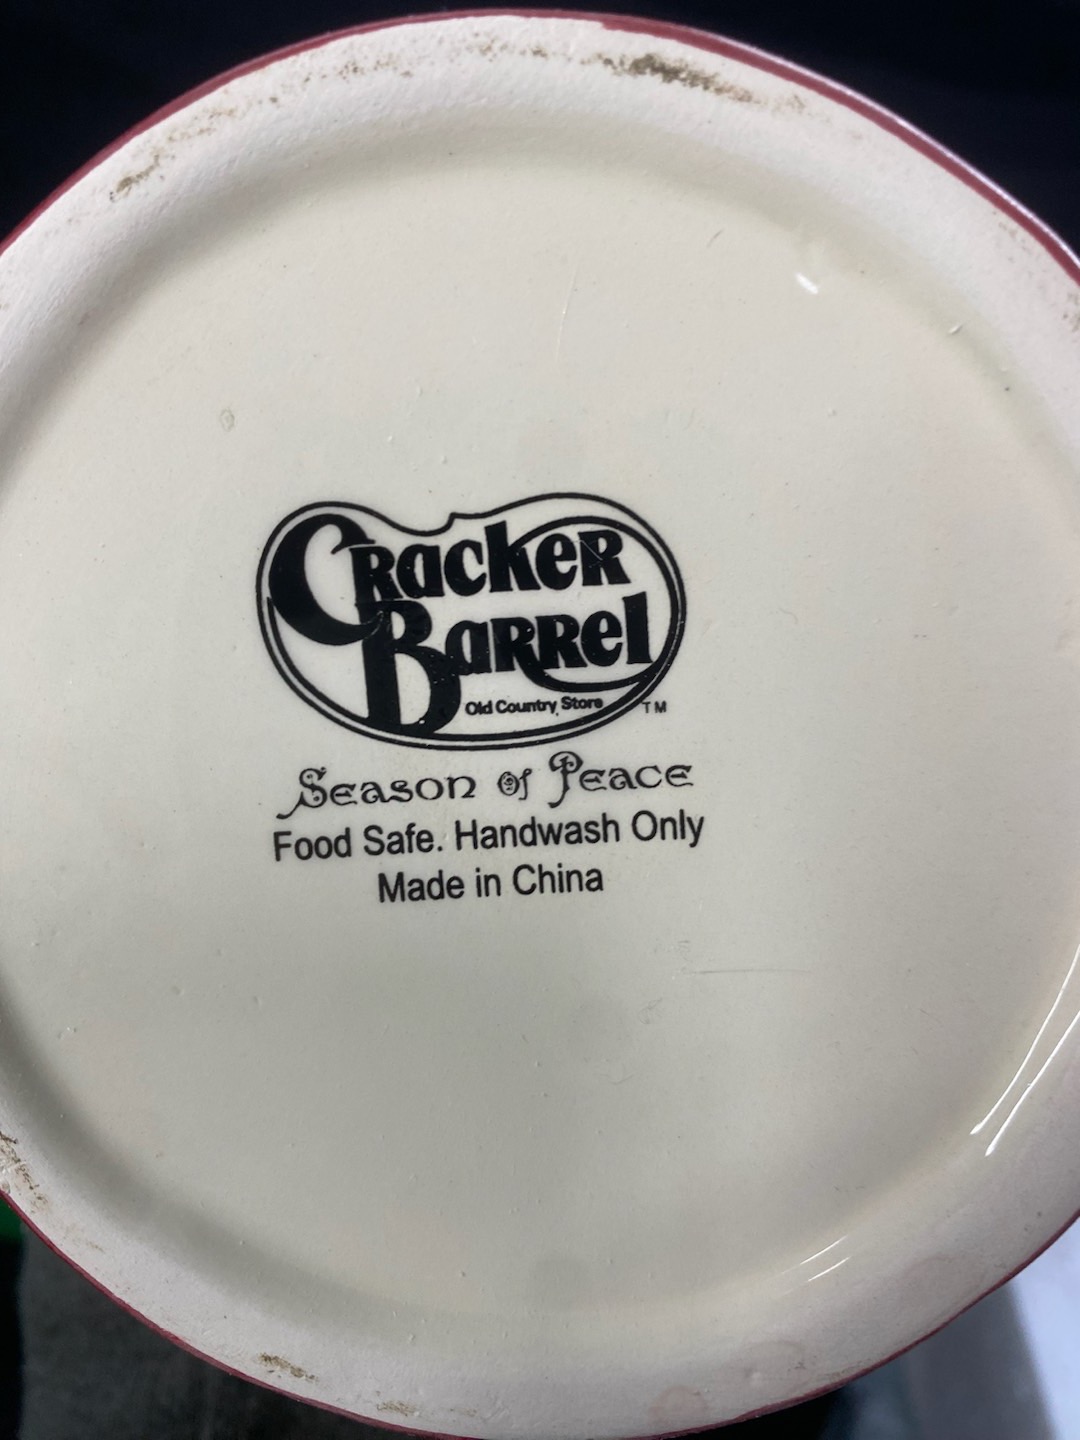 Cracker
Barrel
Old Country Store TM
Season of Peace
Food Safe. Handwash Only
Made in China